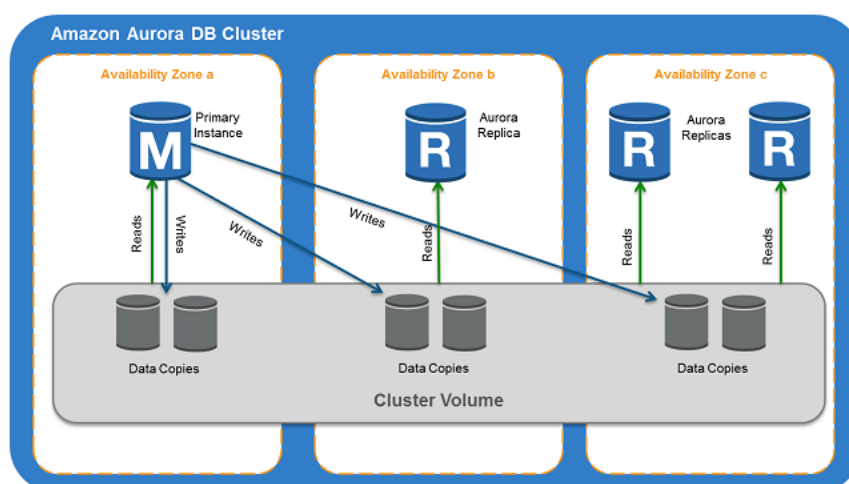 Amazon Aurora DB Cluster
Availability Zone a
Availability Zone b
Availability Zone c
M
Primary
Instance
R
Aurora
Replica
R
Aurora
Replicas
R
Reads
Writes
Writes
Writes
Reads
Reads
Reads
Data Copies
Data Copies
Data Copies
Cluster Volume